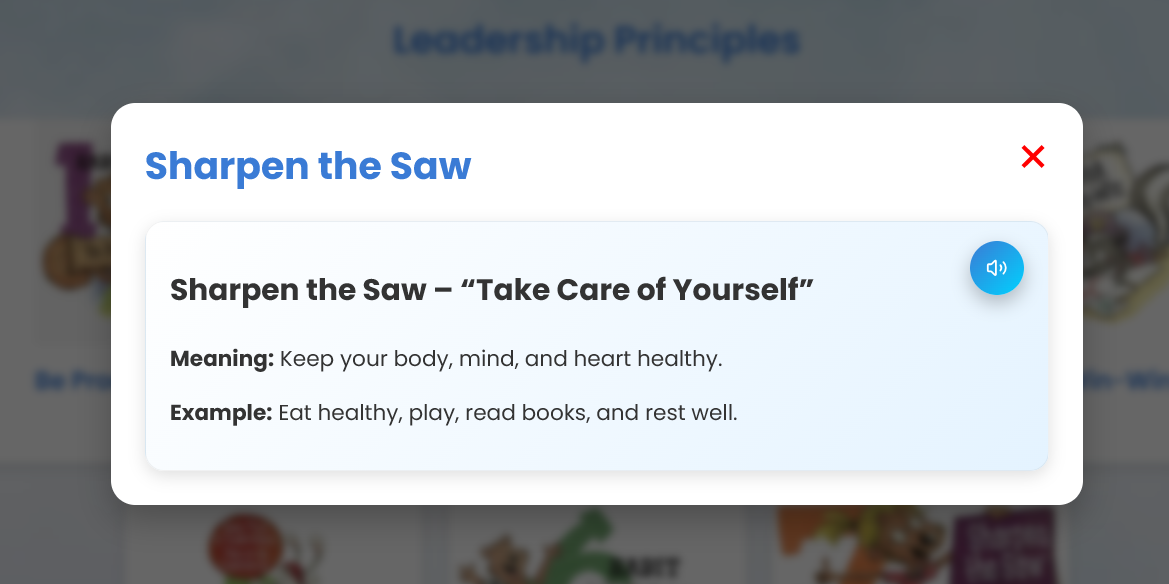 Leadership Principles
Sharpen the Saw
Sharpen the Saw – “Take Care of Yourself”
Meaning: Keep your body, mind, and heart healthy.
Example: Eat healthy, play, read books, and rest well.